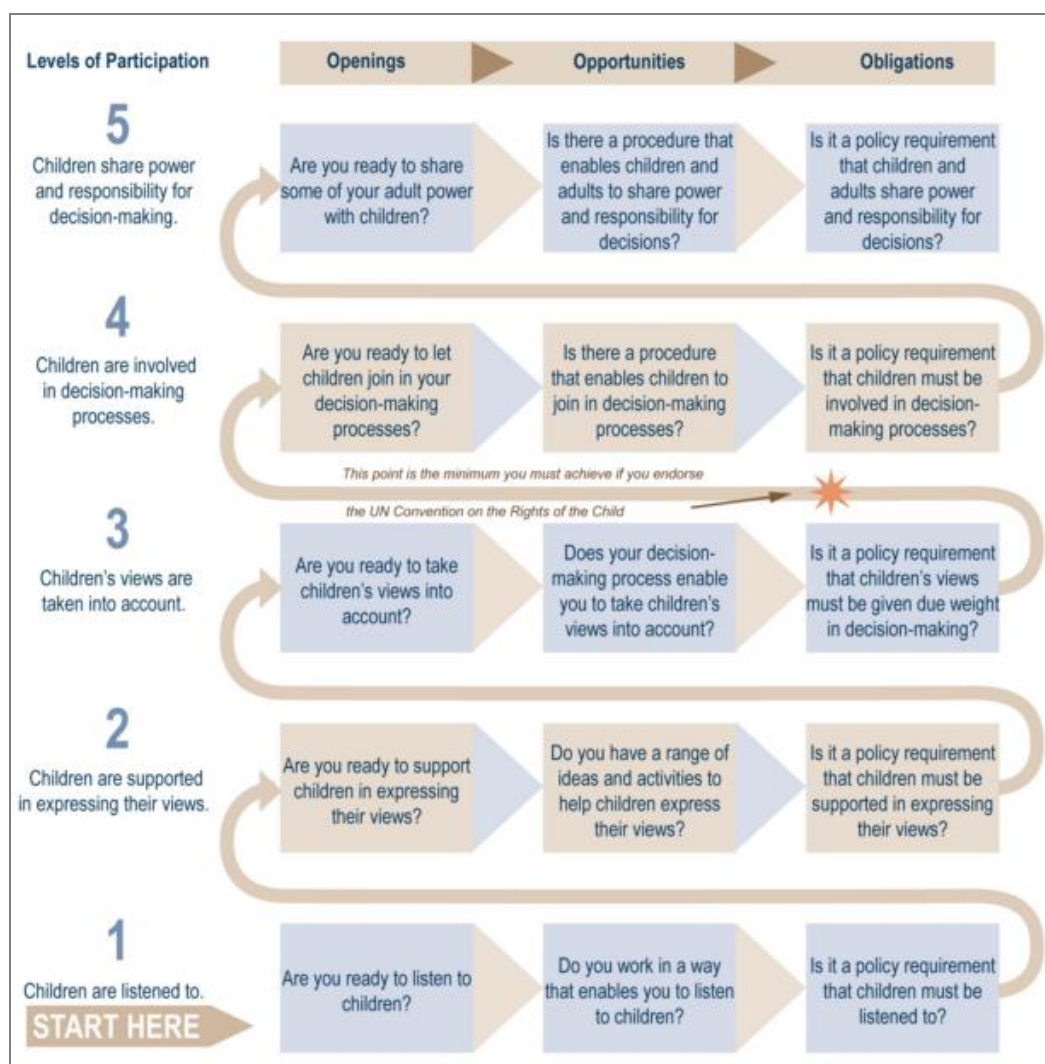 Levels of Participation
Openings
Opportunities
Obligations
5
Children share power
and responsibility for
decision-making.
Are you ready to share
some of your adult power
with children?
Is there a procedure that
enables children and
adults to share power
and responsibility for
decisions?
Is it a policy requirement
that children and
adults share power
and responsibility for
decisions?
4
Children are involved
in decision-making
processes.
Are you ready to let
children join in your
decision-making
processes?
Is there a procedure
that enables children to
join in decision-making
processes?
Is it a policy requirement
that children must be
involved in decision-
making processes?
This point is the minimum you must achieve if you endorse
the UN Convention on the Rights of the Child
3
Children's views are
taken into account.
Are you ready to take
children's views into
account?
Does your decision-
making process enable
you to take children's
views into account?
Is it a policy requirement
that children's views
must be given due weight
in decision-making?
2
Children are supported
in expressing their views.
Are you ready to support
children in expressing
their views?
Do you have a range of
ideas and activities to
help children express
their views?
Is it a policy requirement
that children must be
supported in expressing
their views?
1
Children are listened to.
START HERE
Are you ready to listen to
children?
Do you work in a way
that enables you to listen
to children?
Is it a policy requirement
that children must be
listened to?